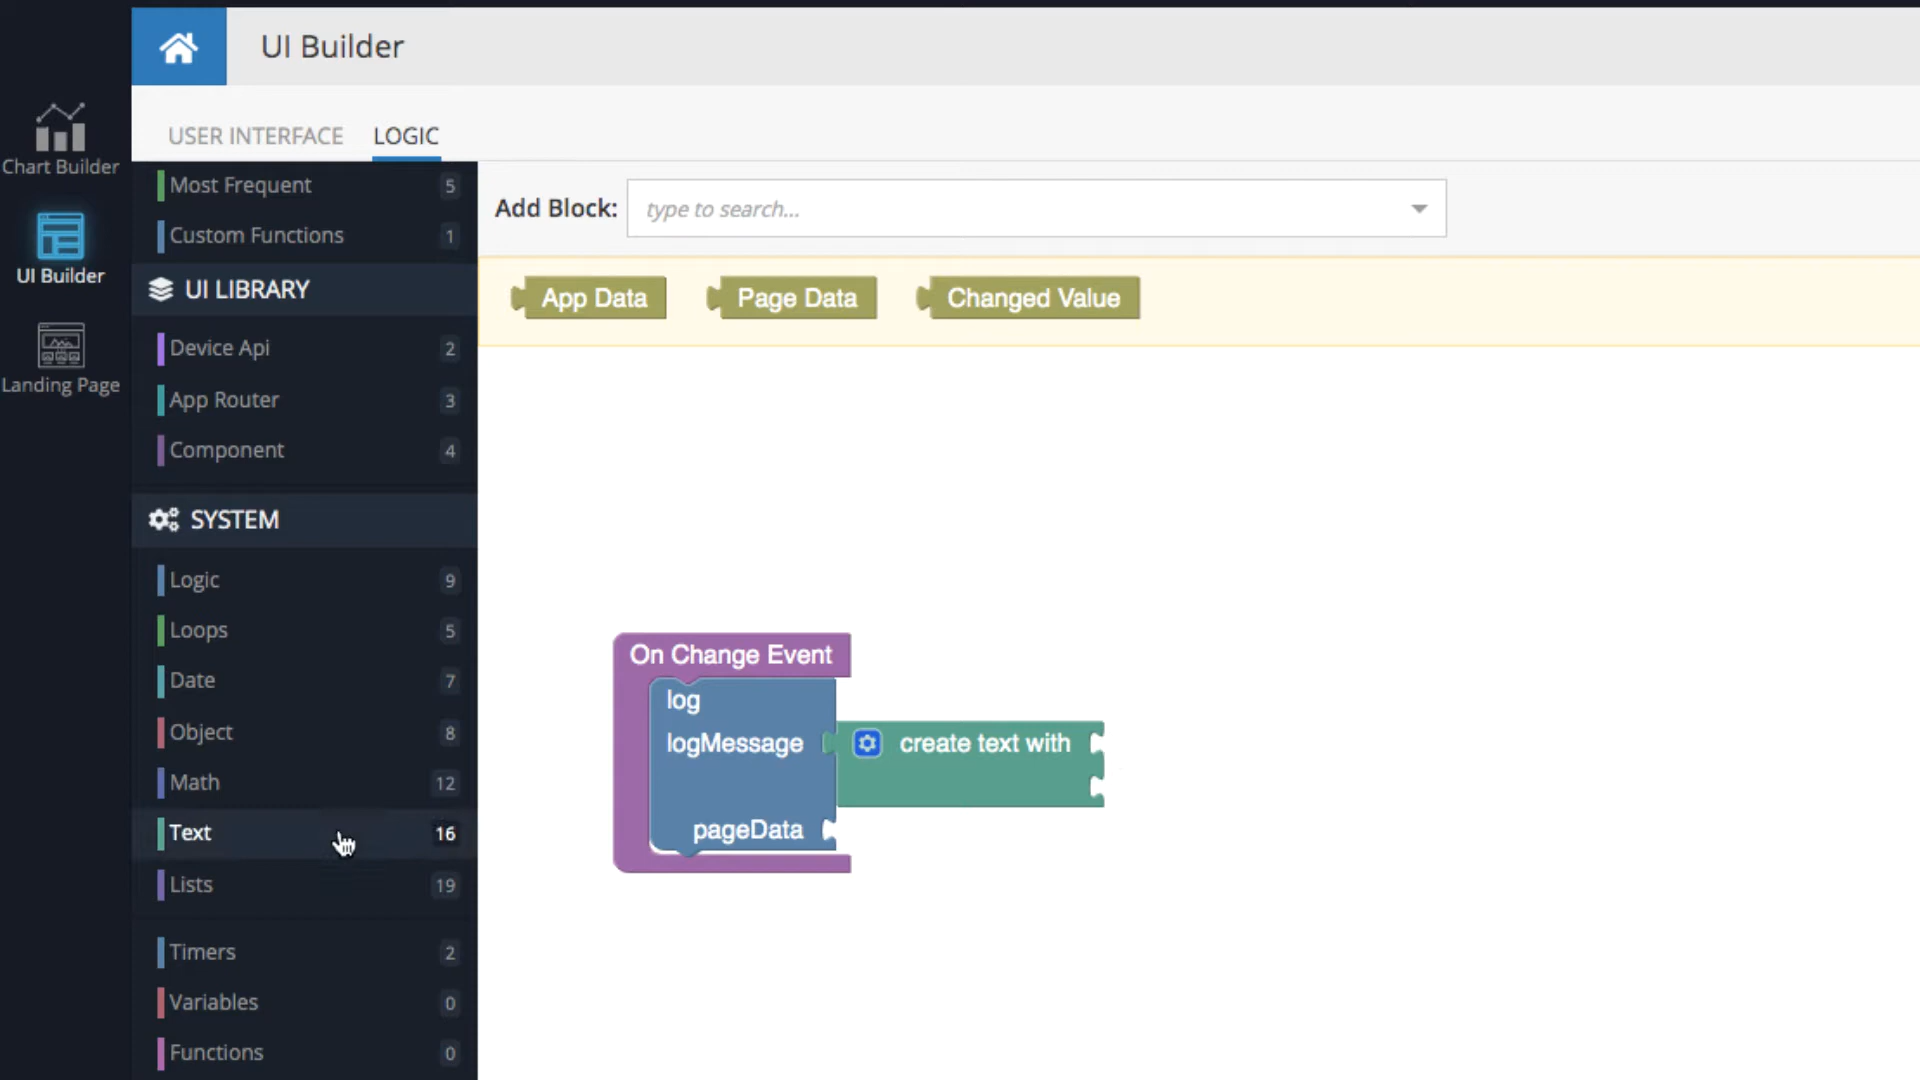 UI Builder
Chart Builder
UI Builder
Landing Page
USER INTERFACE LOGIC
Most Frequent 5
Custom Functions 1
UI LIBRARY
Device Api 2
App Router 3
Component 4
SYSTEM
Logic 9
Loops 5
Date 7
Object 8
Math 12
Text 16
Lists 19
Timers 2
Variables 0
Functions 0
Add Block: type to search...
App Data Page Data Changed Value
On Change Event
log
logMessage create text with
pageData